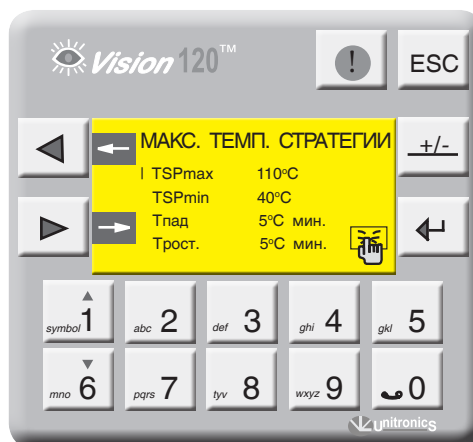 Vision 120™
! ESC
МАКС. ТЕМП. СТРАТЕГИИ
+/-
| TSPmax 110°C
TSPmin 40°C
Tпад 5°C мин.
Tрост. 5°C мин.
symbol 1 abc 2 def 3 ghi 4 gkl 5
mno 6 pqrs 7 tyv 8 wxyz 9 0
unitronics